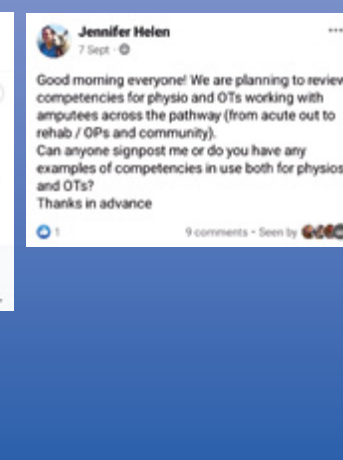 Jennifer Helen
7 Sept ·
Good morning everyone! We are planning to review
competencies for physio and OTs working with
amputees across the pathway (from acute out to
rehab / OPs and community).
Can anyone signpost me or do you have any
examples of competencies in use both for physios
and OTs?
Thanks in advance
1
9 comments · Seen by